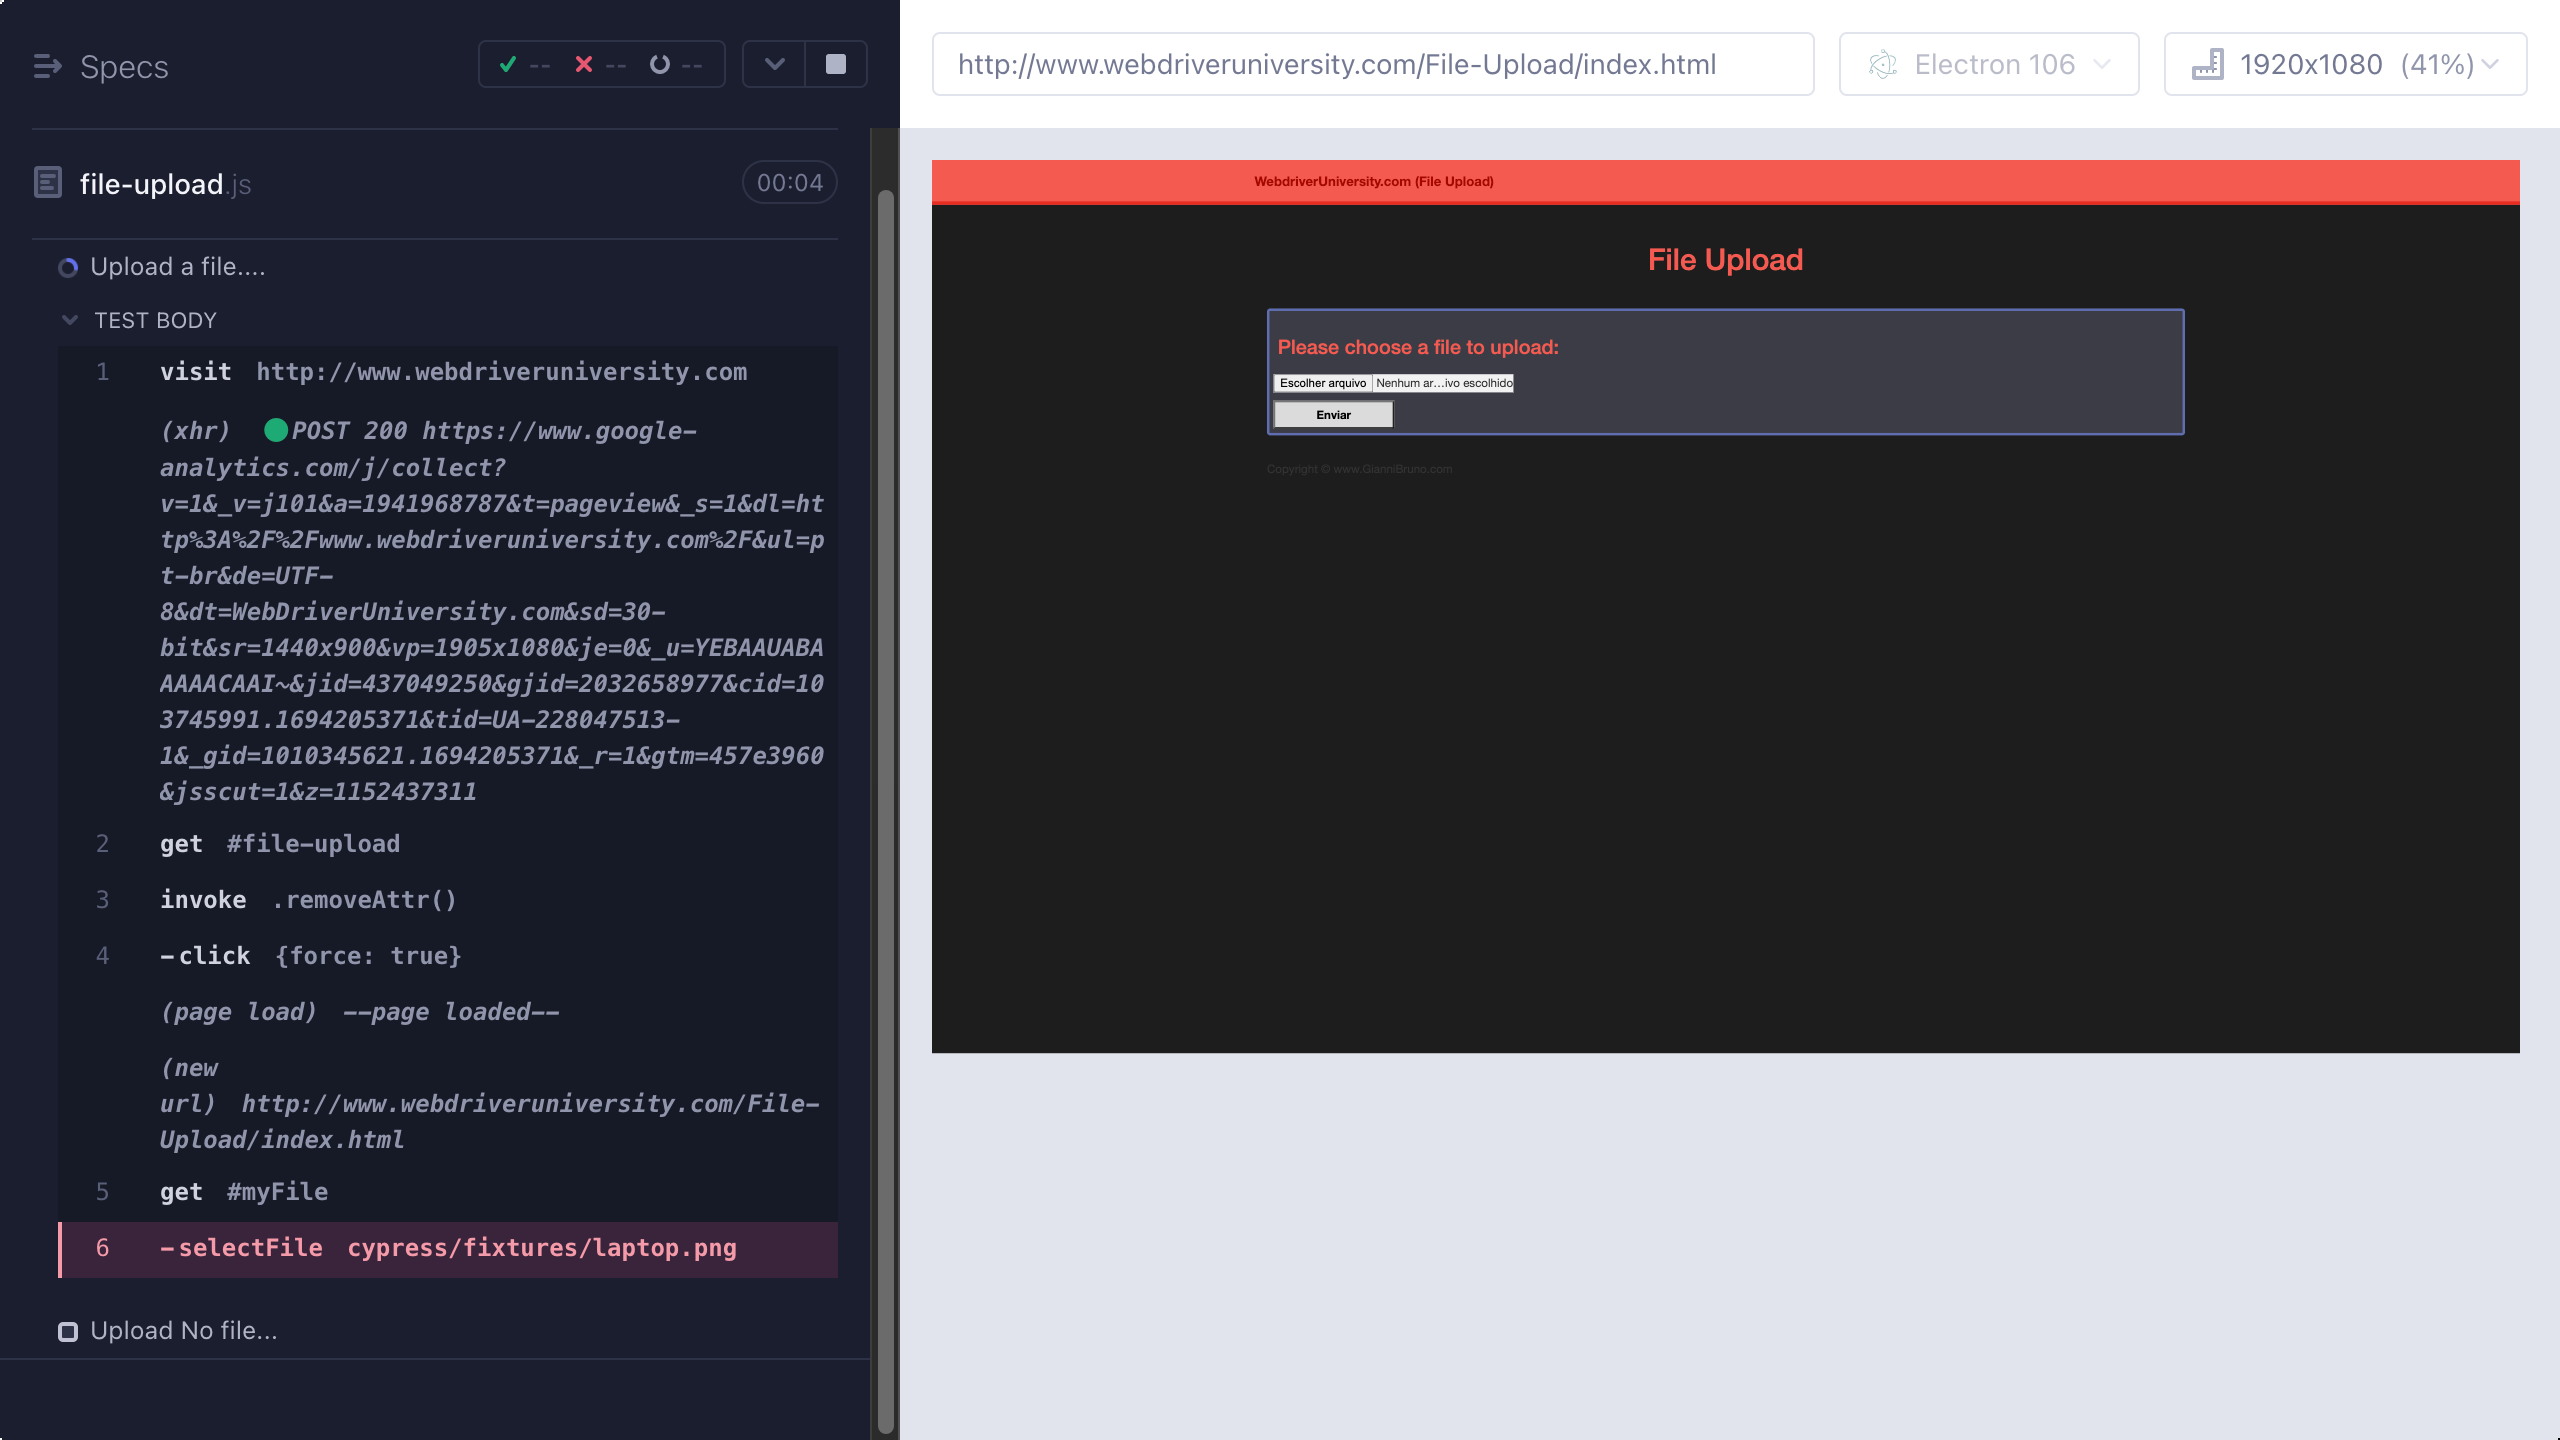 Specs
-- -- --
file-upload.js 00:04
Upload a file....
TEST BODY
1 visit http://www.webdriveruniversity.com
(xhr) POST 200 https://www.google-
analytics.com/j/collect?
v=1&_v=j101&a=1941968787&t=pageview&_s=1&dl=ht
tp%3A%2F%2Fwww.webdriveruniversity.com%2F&ul=p
t-br&de=UTF-
8&dt=WebDriverUniversity.com&sd=30-
bit&sr=1440x900&vp=1905x1080&je=0&_u=YEBAAUABA
AAAACAAI~&jid=437049250&gjid=2032658977&cid=10
3745991.1694205371&tid=UA-228047513-
1&_gid=1010345621.1694205371&_r=1&gtm=457e3960
&jsscut=1&z=1152437311
2 get #file-upload
3 invoke .removeAttr()
4 -click {force: true}
(page load) --page loaded--
(new
url) http://www.webdriveruniversity.com/File-
Upload/index.html
5 get #myFile
6 -selectFile cypress/fixtures/laptop.png
Upload No file...
http://www.webdriveruniversity.com/File-Upload/index.html
Electron 106
1920x1080 (41%)
WebdriverUniversity.com (File Upload)
File Upload
Please choose a file to upload:
Escolher arquivo Nenhum ar...ivo escolhido
Enviar
Copyright © www.GianniBruno.com